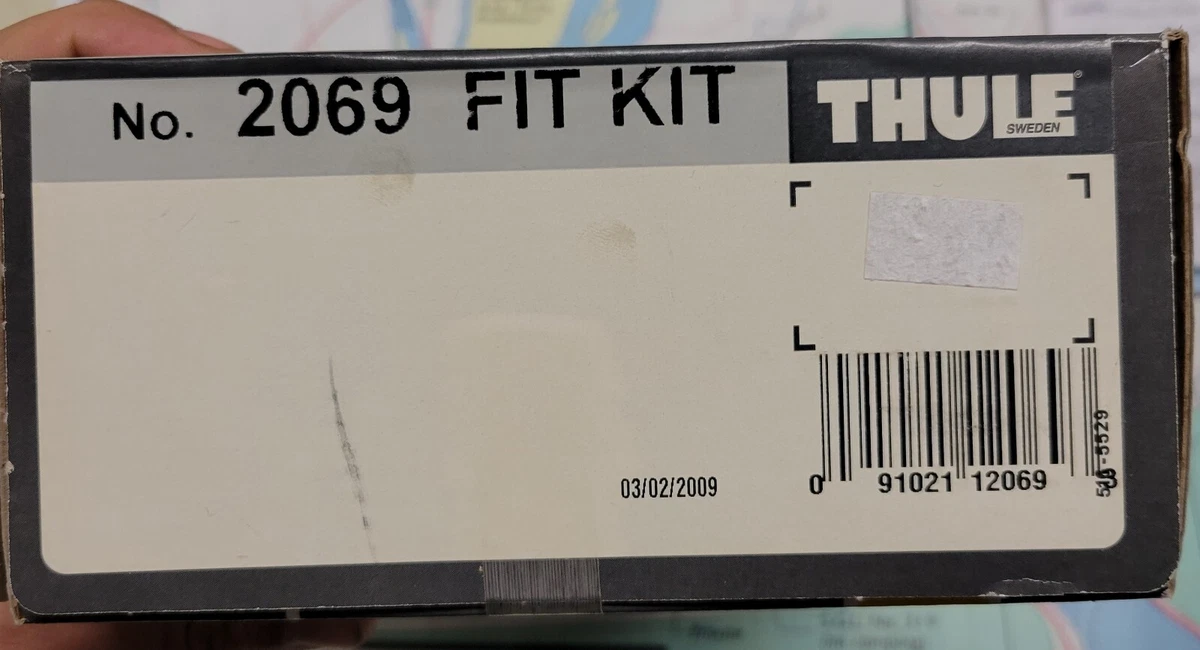 No. 2069 FIT KIT
THULE
SWEDEN
03/02/2009
0 91021 12069